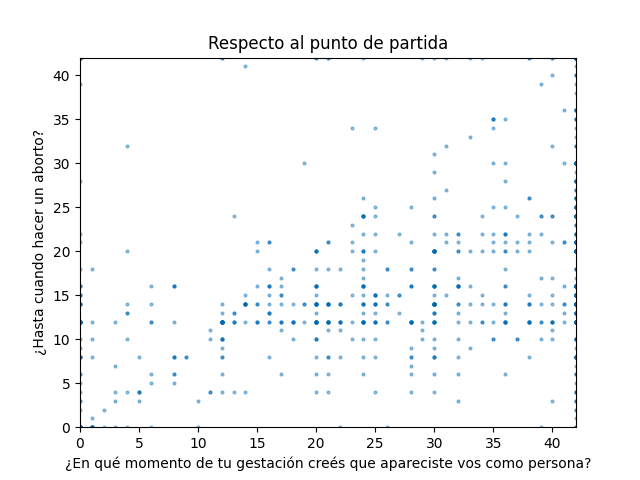 Respecto al punto de partida
¿Hasta cuando hacer un aborto?
40
35
30
25
20
15
10
5
0
0 5 10 15 20 25 30 35 40
¿En qué momento de tu gestación creés que apareciste vos como persona?